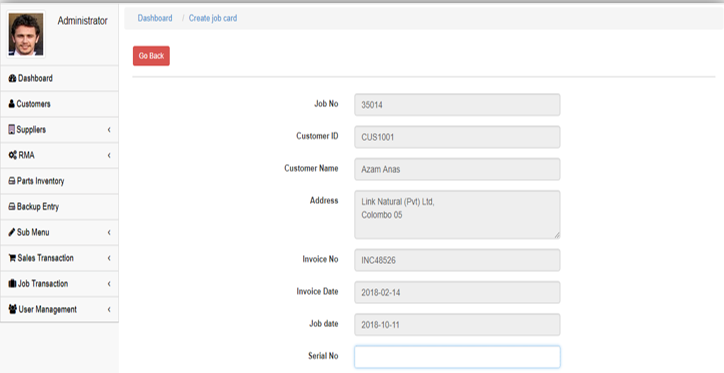 Administrator
Dashboard / Create job card
Go Back
Dashboard
Customers
Suppliers
RMA
Parts Inventory
Backup Entry
Sub Menu
Sales Transaction
Job Transaction
User Management
Job No 35014
Customer ID CUS1001
Customer Name Azam Anas
Address Link Natural (Pvt) Ltd,
Colombo 05
Invoice No INC48526
Invoice Date 2018-02-14
Job date 2018-10-11
Serial No